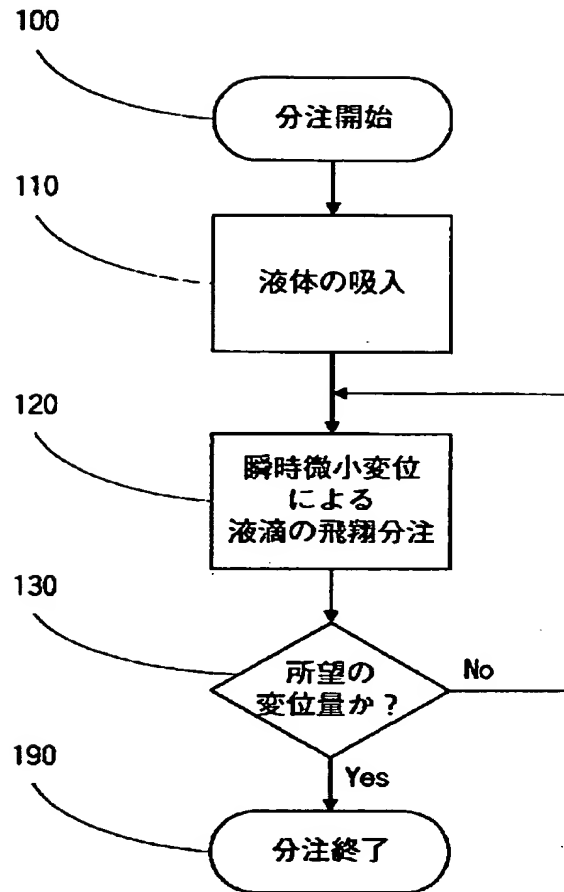 100
分注開始
110
液体の吸入
120
瞬時微小変位
による
液滴の飛翔分注
130
所望の
変位量か？
No
Yes
190
分注終了